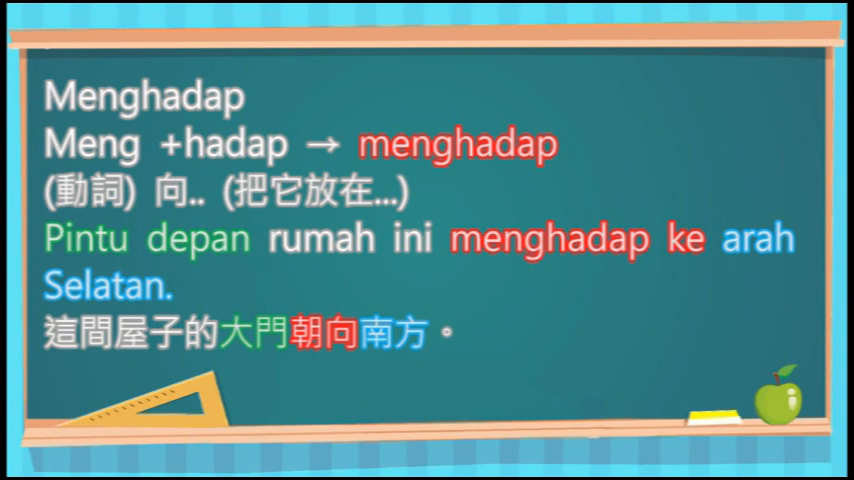 Menghadap
Meng +hadap → menghadap
(動詞) 向.. (把它放在...)
Pintu depan rumah ini menghadap ke arah
Selatan.
這間屋子的大門朝向南方。